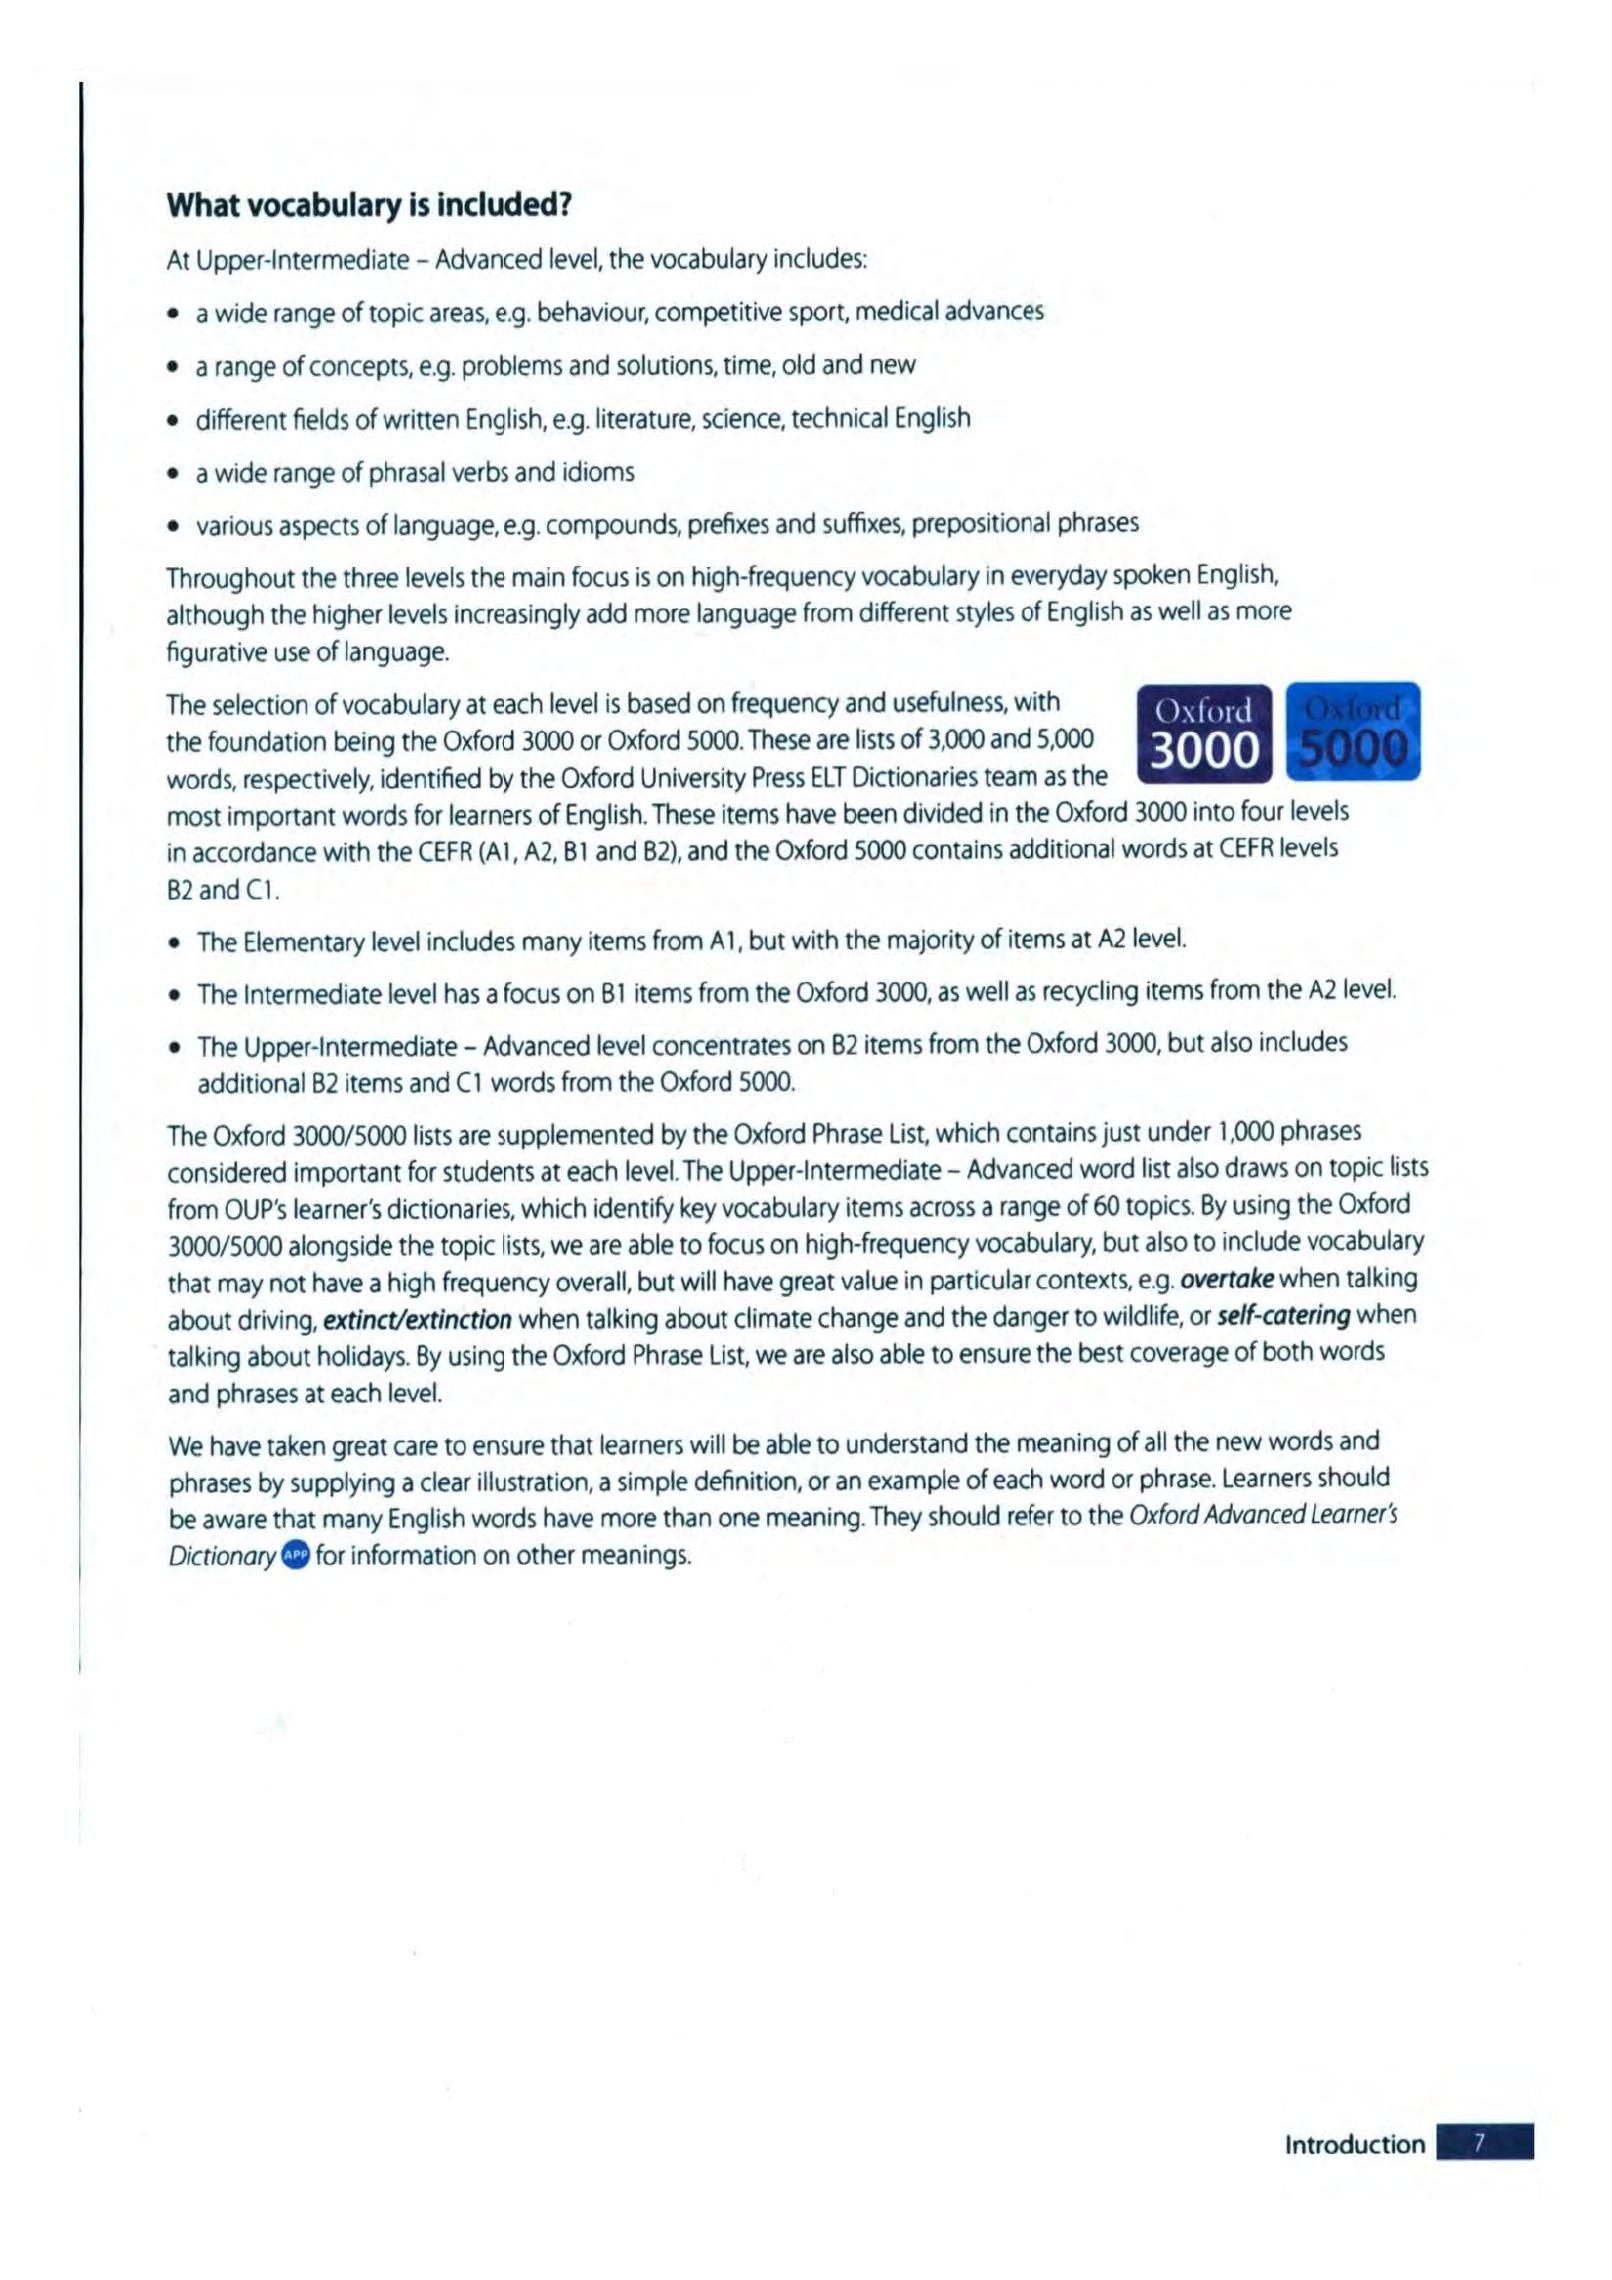 What vocabulary is included?
At Upper-Intermediate – Advanced level, the vocabulary includes:
• a wide range of topic areas, e.g. behaviour, competitive sport, medical advances
• a range of concepts, e.g. problems and solutions, time, old and new
• different fields of written English, e.g. literature, science, technical English
• a wide range of phrasal verbs and idioms
• various aspects of language, e.g. compounds, prefixes and suffixes, prepositional phrases
Throughout the three levels the main focus is on high-frequency vocabulary in everyday spoken English,
although the higher levels increasingly add more language from different styles of English as well as more
figurative use of language.
The selection of vocabulary at each level is based on frequency and usefulness, with
the foundation being the Oxford 3000 or Oxford 5000. These are lists of 3,000 and 5,000
words, respectively, identified by the Oxford University Press ELT Dictionaries team as the
most important words for learners of English. These items have been divided in the Oxford 3000 into four levels
in accordance with the CEFR (A1, A2, B1 and B2), and the Oxford 5000 contains additional words at CEFR levels
B2 and C1.
Oxford
3000
Oxford
5000
• The Elementary level includes many items from A1, but with the majority of items at A2 level.
• The Intermediate level has a focus on B1 items from the Oxford 3000, as well as recycling items from the A2 level.
• The Upper-Intermediate – Advanced level concentrates on B2 items from the Oxford 3000, but also includes
additional B2 items and C1 words from the Oxford 5000.
The Oxford 3000/5000 lists are supplemented by the Oxford Phrase List, which contains just under 1,000 phrases
considered important for students at each level. The Upper-Intermediate – Advanced word list also draws on topic lists
from OUP's learner's dictionaries, which identify key vocabulary items across a range of 60 topics. By using the Oxford
3000/5000 alongside the topic lists, we are able to focus on high-frequency vocabulary, but also to include vocabulary
that may not have a high frequency overall, but will have great value in particular contexts, e.g. overtake when talking
about driving, extinct/extinction when talking about climate change and the danger to wildlife, or self-catering when
talking about holidays. By using the Oxford Phrase List, we are also able to ensure the best coverage of both words
and phrases at each level.
We have taken great care to ensure that learners will be able to understand the meaning of all the new words and
phrases by supplying a clear illustration, a simple definition, or an example of each word or phrase. Learners should
be aware that many English words have more than one meaning. They should refer to the Oxford Advanced Learner's
Dictionary APP for information on other meanings.
Introduction 7